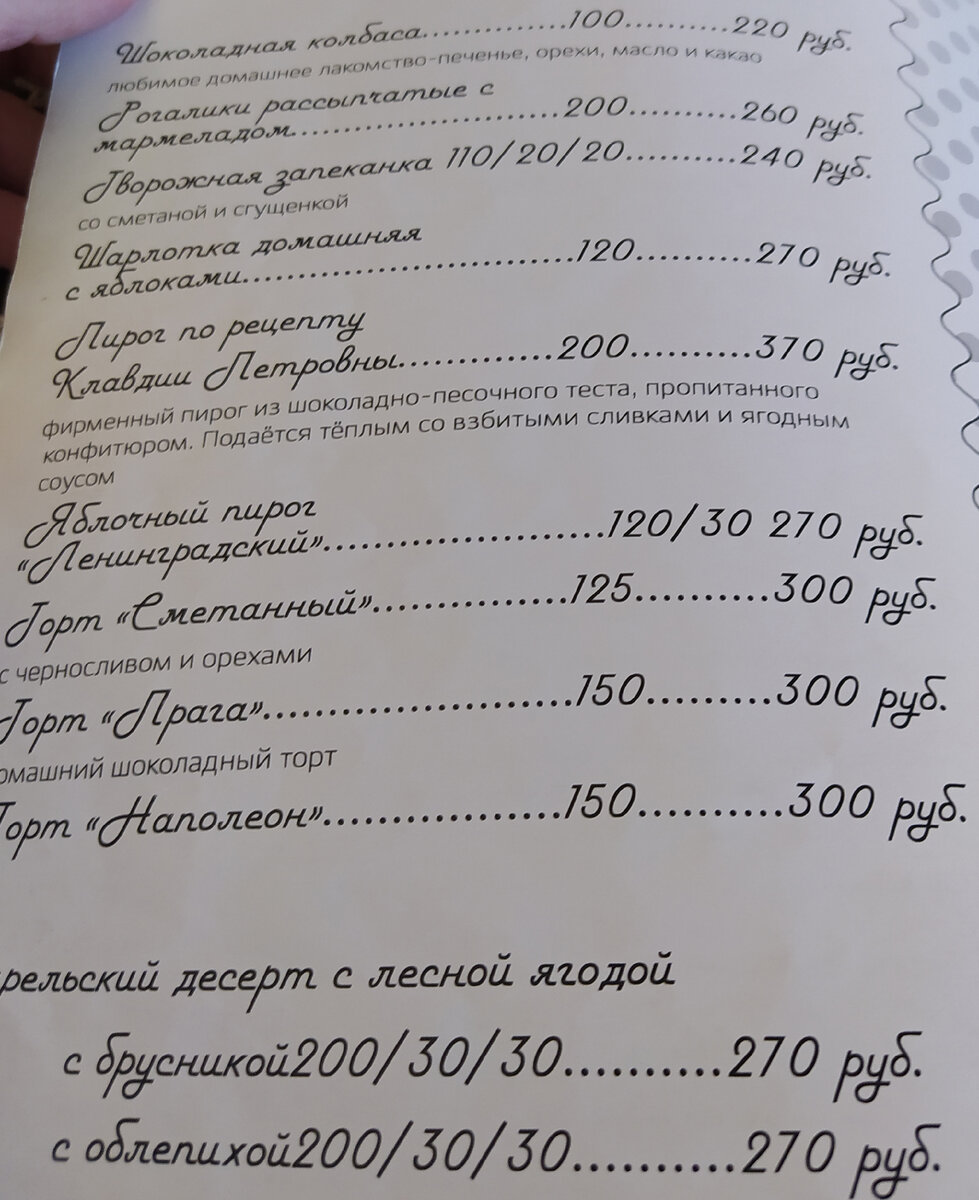 Шоколадная колбаса..............100..........220 руб.
любимое домашнее лакомство-печенье, орехи, масло и какао
Рогалики рассыпчатые с
мармеладом..........................200..........260 руб.
Творожная запеканка 110/20/20..........240 руб.
со сметаной и сгущенкой
Шарлотка домашняя
с яблоками..............................120..........270 руб.
Пирог по рецепту
Клавдии Петровны.............200..........370 руб.
фирменный пирог из шоколадно-песочного теста, пропитанного
конфитюром. Подаётся тёплым со взбитыми сливками и ягодным
соусом
Яблочный пирог
«Ленинградский».......................120/30 270 руб.
Торт «Сметанный»................125..........300 руб.
с черносливом и орехами
Торт «Прага».........................150.........300 руб.
омашний шоколадный торт
Торт «Наполеон»..................150..........300 руб.
рельский десерт с лесной ягодой
с брусникой200/30/30..........270 руб.
с облепихой200/30/30..........270 руб.